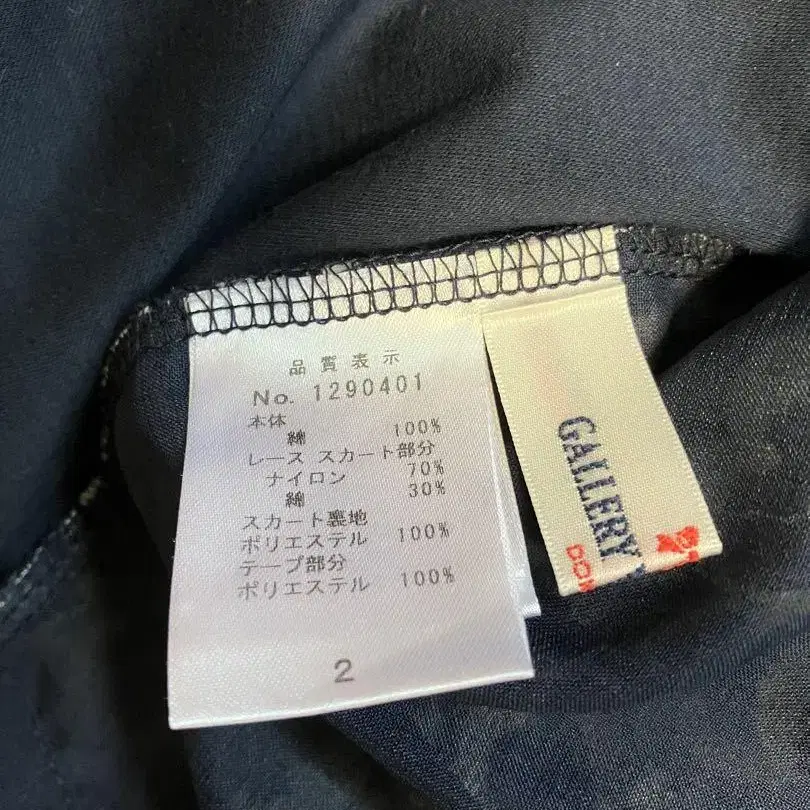 品質表示
No. 1290401
本体
綿 100%
レース スカート部分
ナイロン 70%
綿 30%
スカート裏地
ポリエステル 100%
テープ部分
ポリエステル 100%
2
GALLERY